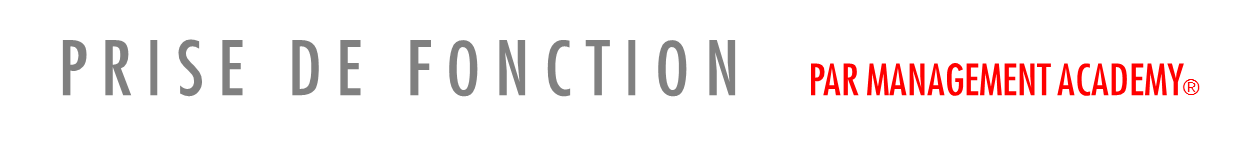 PRISE DE FONCTION PAR MANAGEMENT ACADEMY®